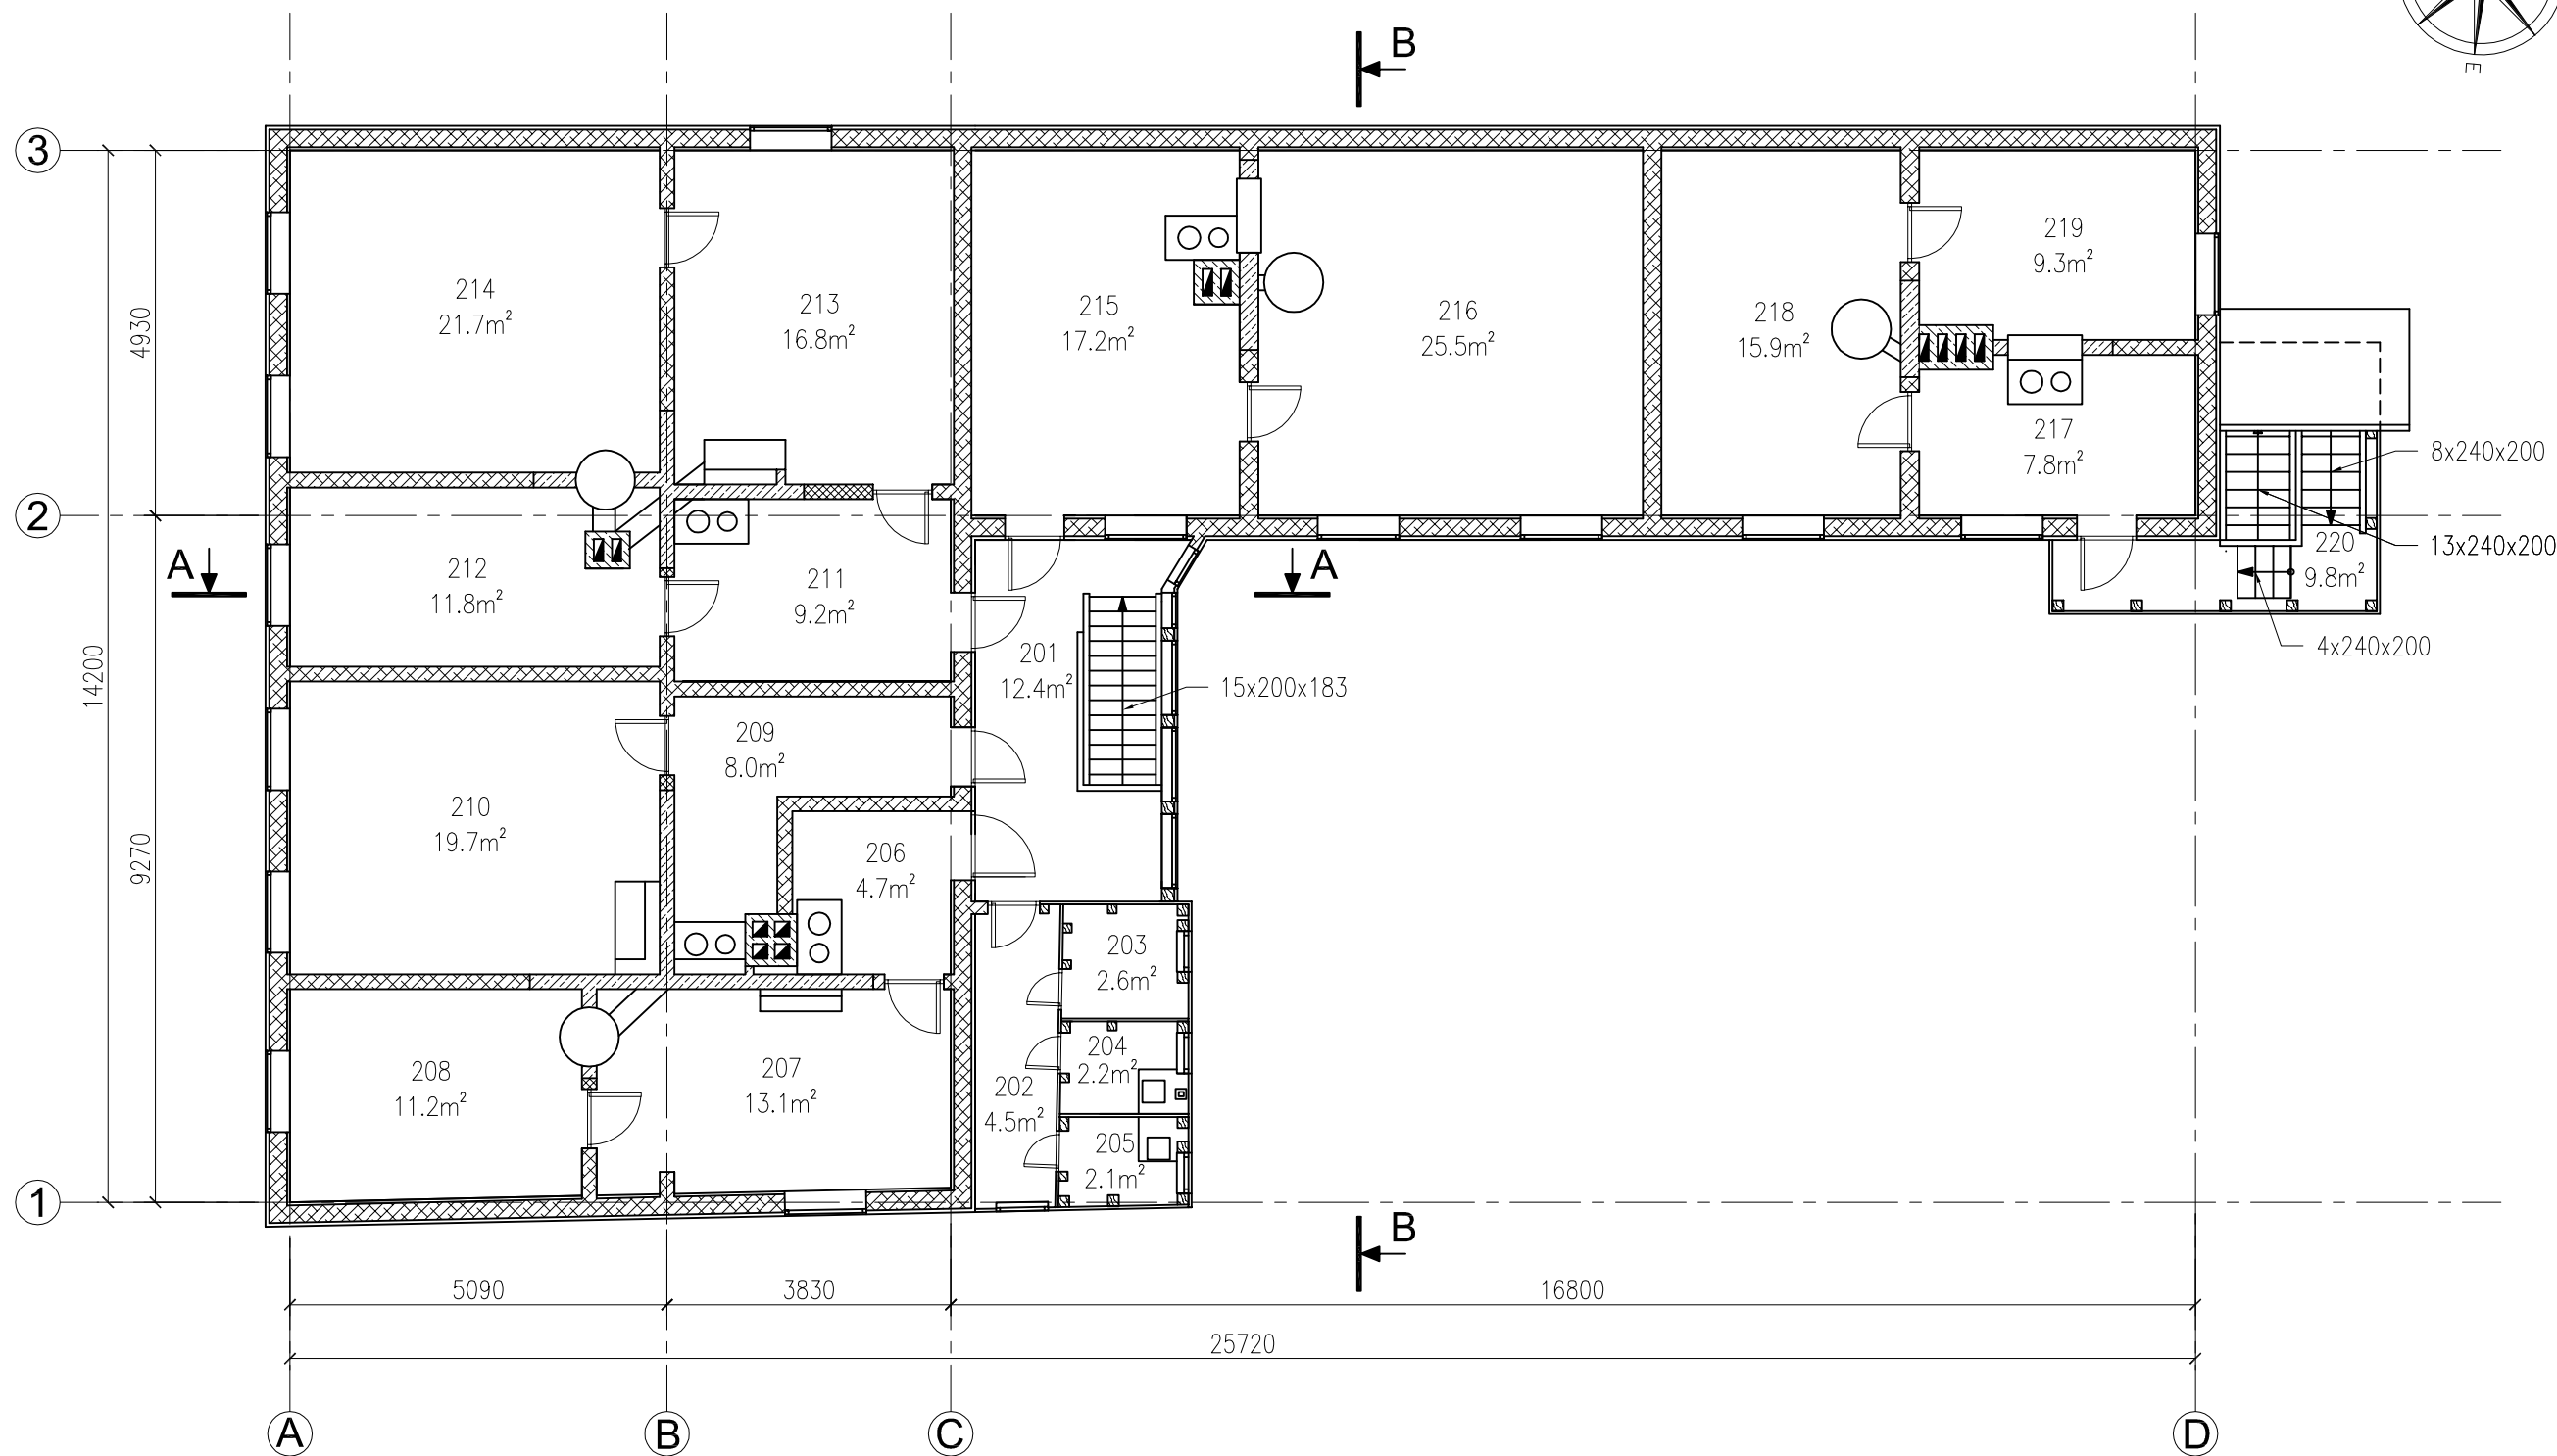 B
E
3
4930
214
21.7m²
213
16.8m²
215
17.2m²
216
25.5m²
218
15.9m²
219
9.3m²
217
7.8m²
8x240x200
13x240x200
220
9.8m²
4x240x200
2
A
A
212
11.8m²
211
9.2m²
201
12.4m²
15x200x183
14200
9270
209
8.0m²
210
19.7m²
206
4.7m²
203
2.6m²
204
2.2m²
202
4.5m²
205
2.1m²
208
11.2m²
207
13.1m²
1
B
5090
3830
16800
25720
A
B
C
D